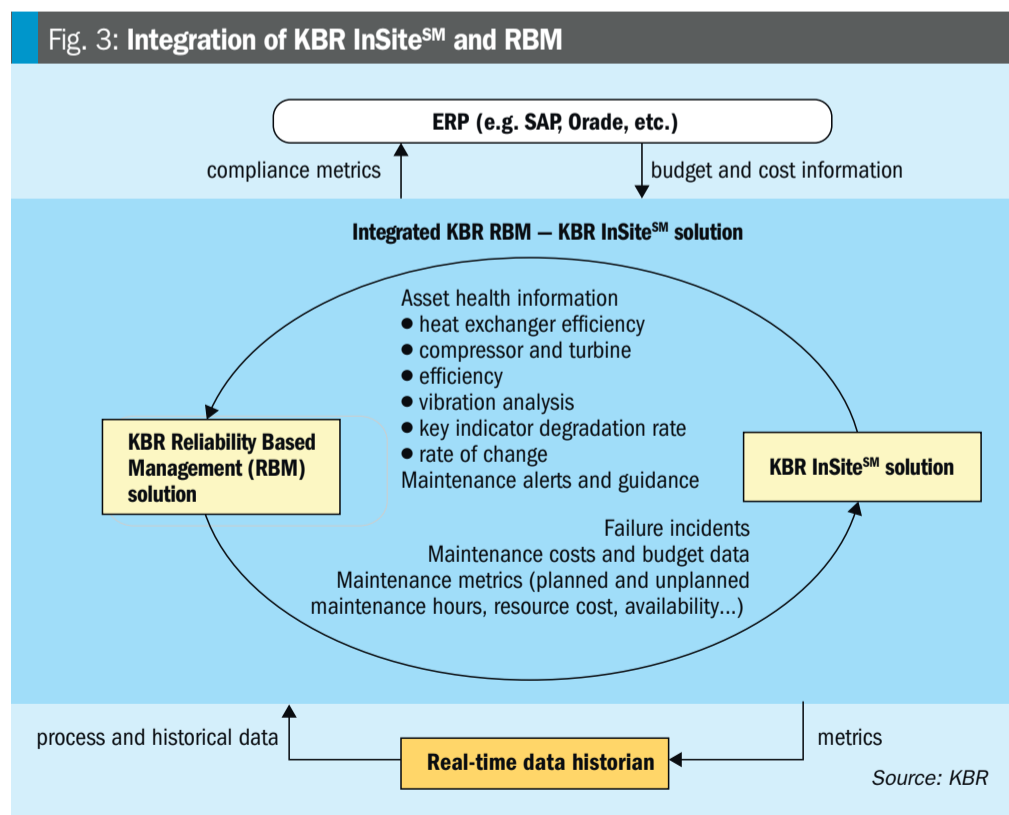 Fig. 3: Integration of KBR InSite℠ and RBM
ERP (e.g. SAP, Orade, etc.)
compliance metrics
budget and cost information
Integrated KBR RBM — KBR InSite℠ solution
Asset health information
● heat exchanger efficiency
● compressor and turbine
● efficiency
● vibration analysis
● key indicator degradation rate
● rate of change
Maintenance alerts and guidance
KBR Reliability Based
Management (RBM)
solution
KBR InSite℠ solution
Failure incidents
Maintenance costs and budget data
Maintenance metrics (planned and unplanned
maintenance hours, resource cost, availability...)
process and historical data
Real-time data historian
metrics
Source: KBR